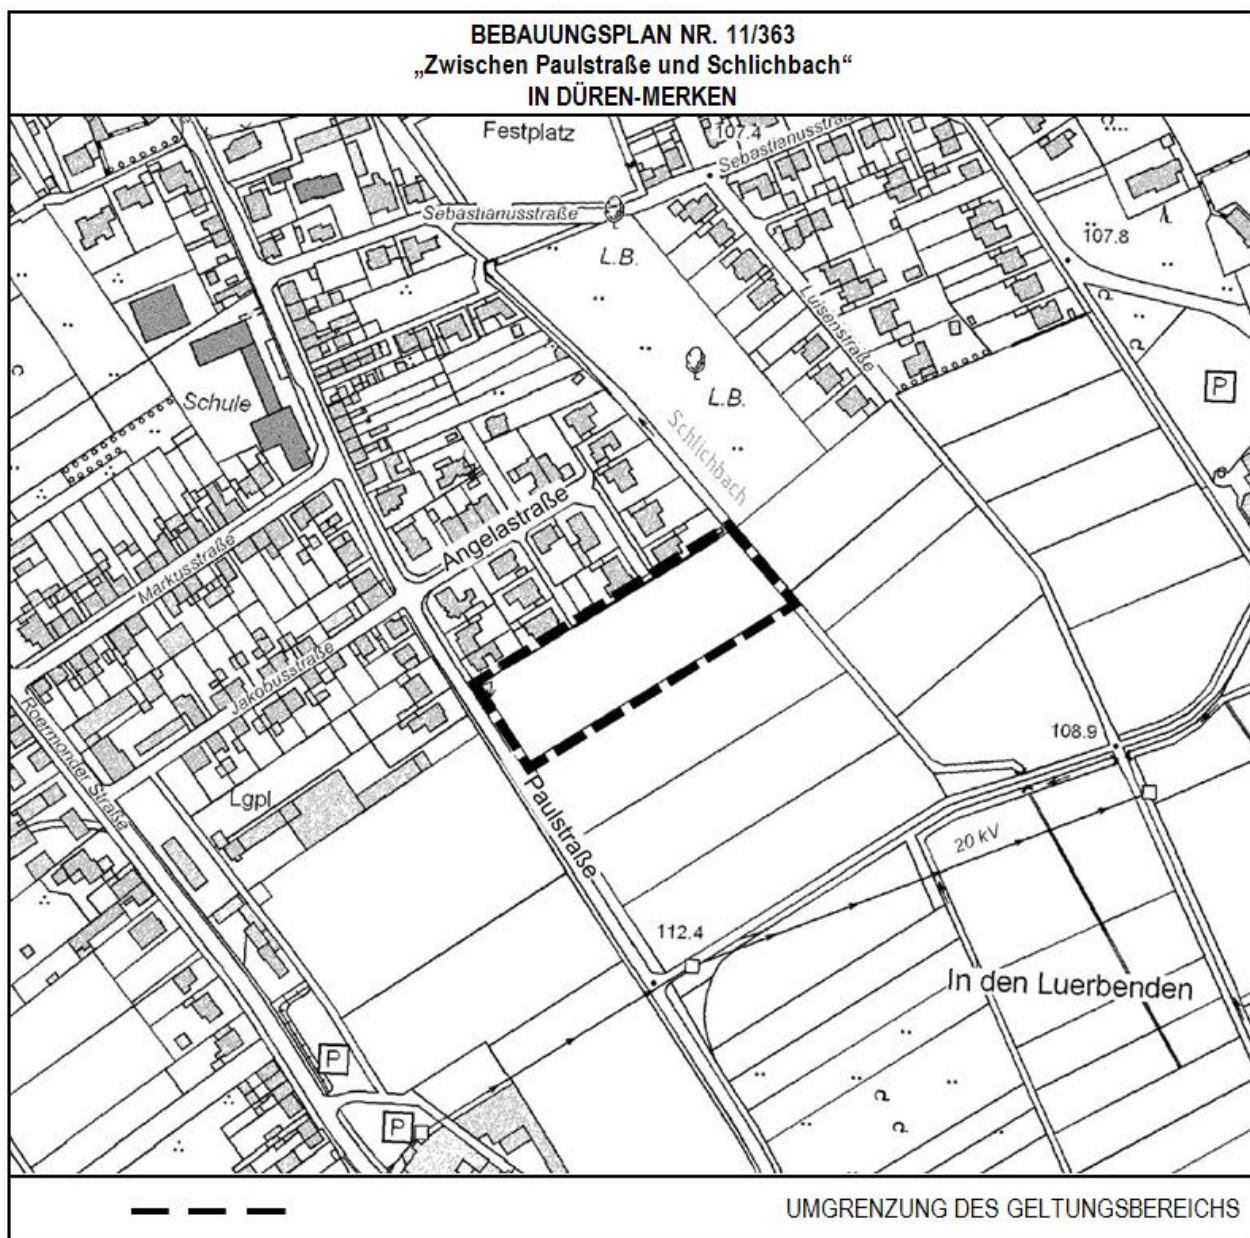 BEBAUUNGSPLAN NR. 11/363
„Zwischen Paulstraße und Schlichbach“
IN DÜREN-MERKEN
Festplatz
107.4
Sebastianusstraße
Sebastianusstraße
L.B.
107.8
Luisenstraße
P
L.B.
Schule
Schlichbach
Angelastraße
Markusstraße
Jakobusstraße
Roermonder Straße
108.9
Lgpl
Paulstraße
20 kV
112.4
In den Luerbenden
P
P
UMGRENZUNG DES GELTUNGSBEREICHS